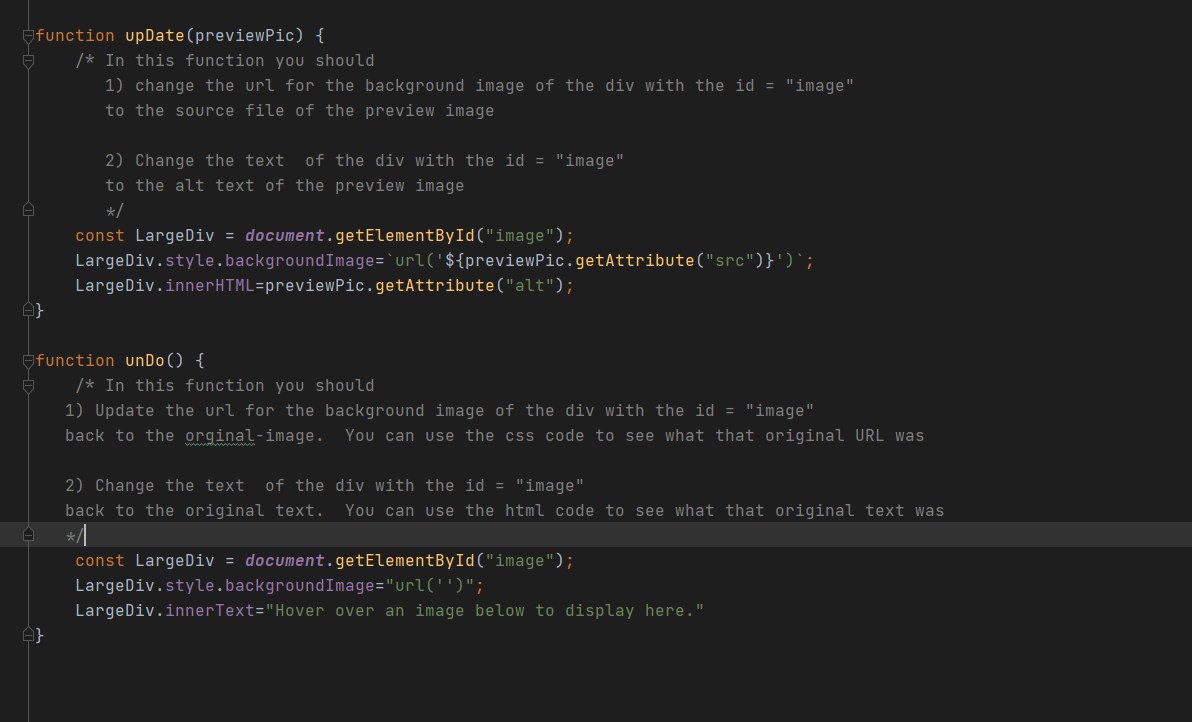 function upDate(previewPic) {
/* In this function you should
1) change the url for the background image of the div with the id = "image"
to the source file of the preview image
2) Change the text  of the div with the id = "image"
to the alt text of the preview image
*/
const LargeDiv = document.getElementById("image");
LargeDiv.style.backgroundImage=`url('${previewPic.getAttribute("src")}')`;
LargeDiv.innerHTML=previewPic.getAttribute("alt");
}
function unDo() {
/* In this function you should
1) Update the url for the background image of the div with the id = "image"
back to the orginal-image.  You can use the css code to see what that original URL was
2) Change the text  of the div with the id = "image"
back to the original text.  You can use the html code to see what that original text was
*/
const LargeDiv = document.getElementById("image");
LargeDiv.style.backgroundImage="url('')";
LargeDiv.innerText="Hover over an image below to display here."
}